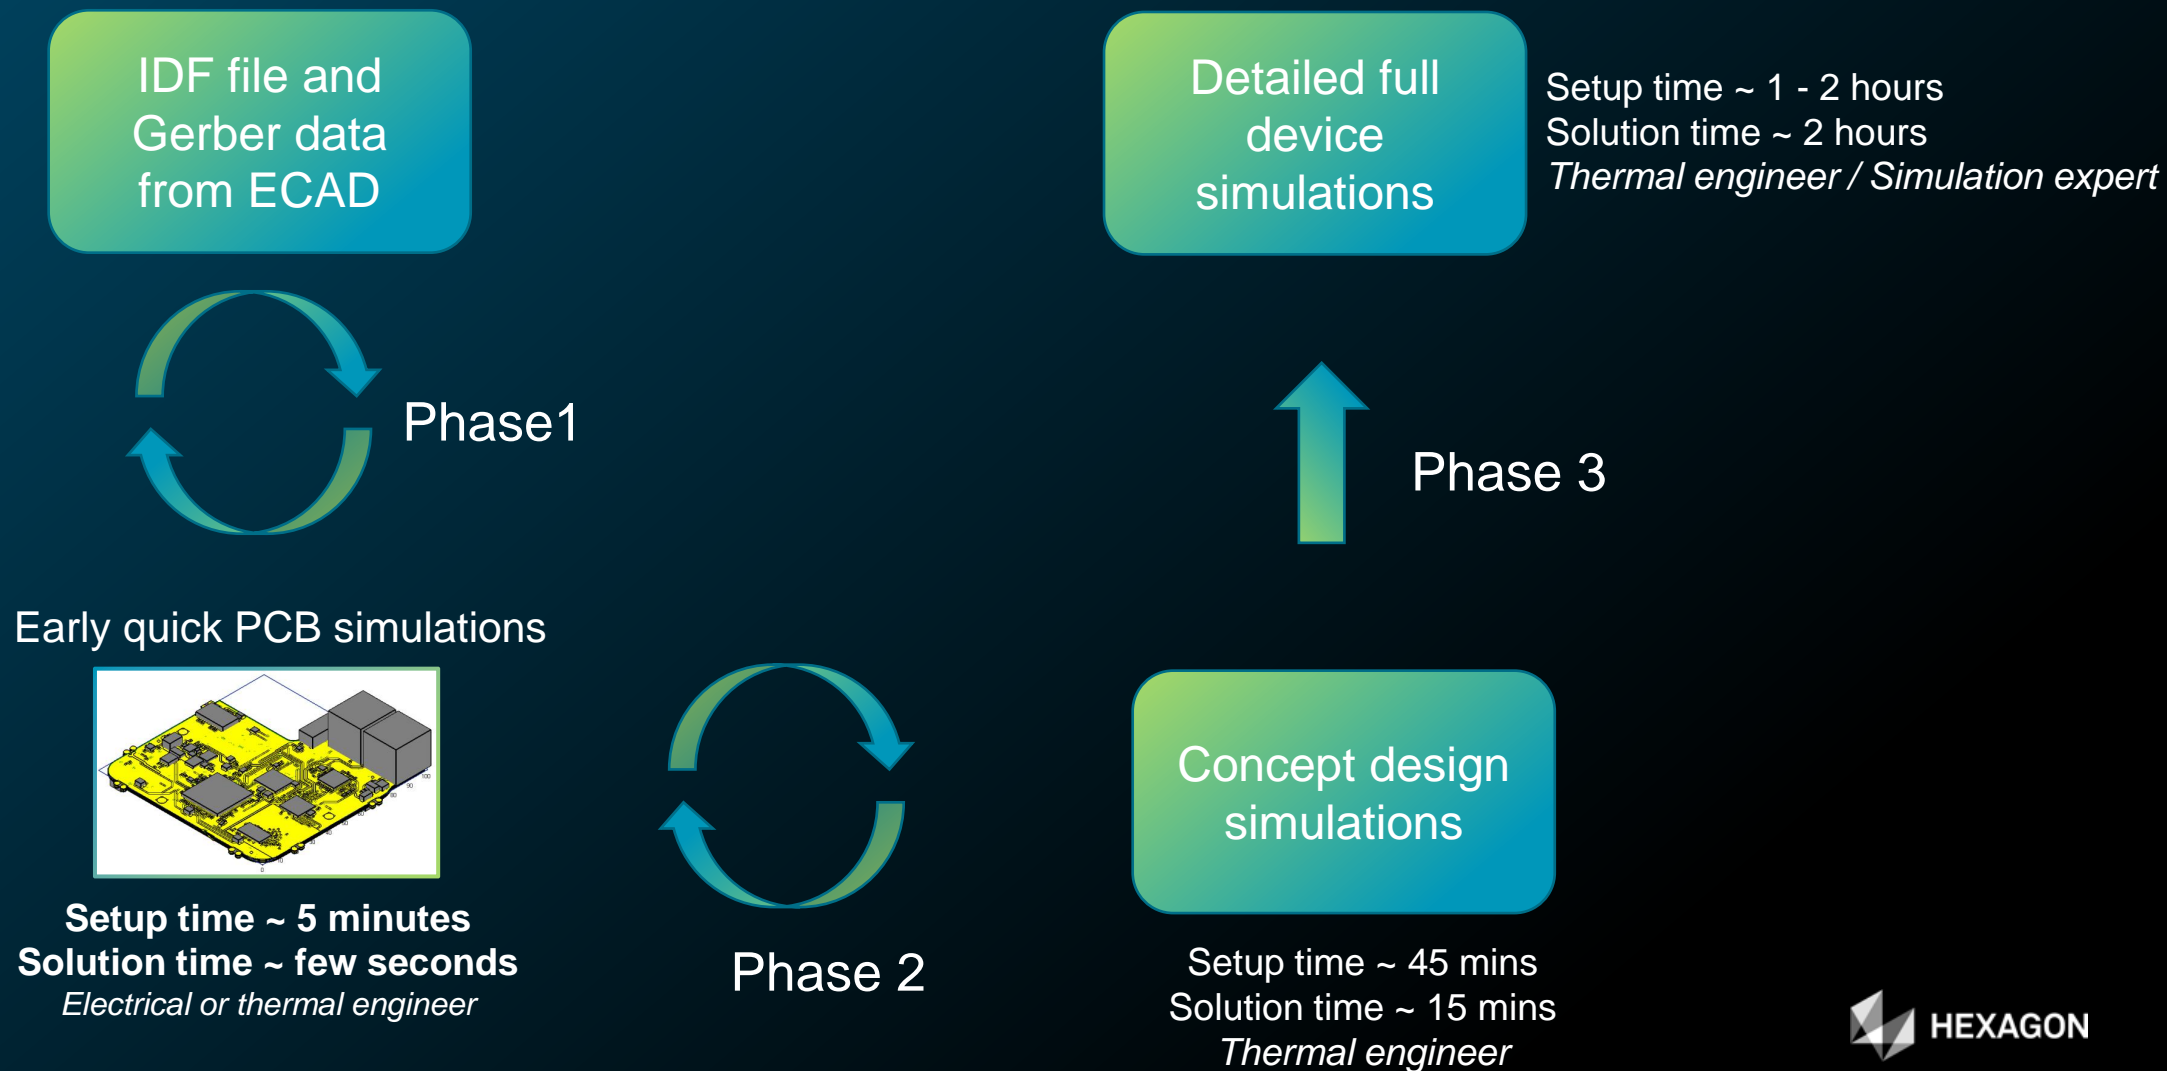 IDF file and
Gerber data
from ECAD
Phase1
Early quick PCB simulations
Setup time ~ 5 minutes
Solution time ~ few seconds
Electrical or thermal engineer
Phase 2
Concept design
simulations
Setup time ~ 45 mins
Solution time ~ 15 mins
Thermal engineer
Phase 3
Detailed full
device
simulations
Setup time ~ 1 - 2 hours
Solution time ~ 2 hours
Thermal engineer / Simulation expert
HEXAGON